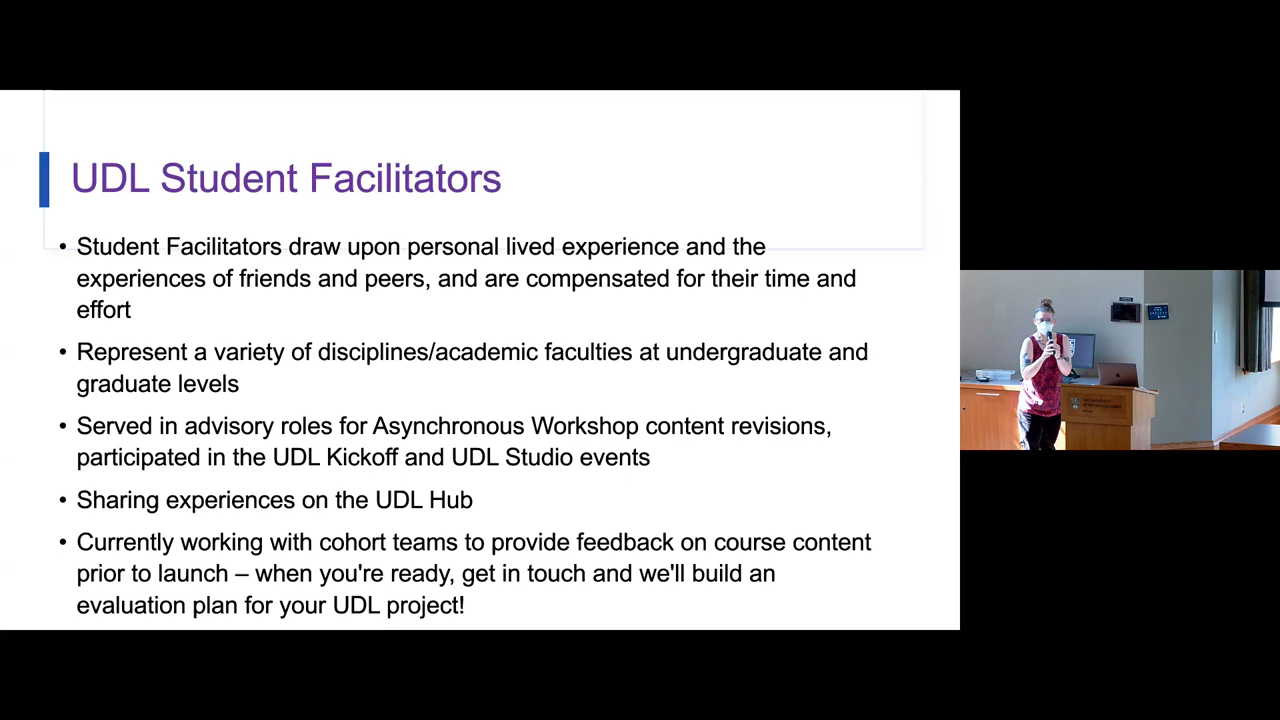 UDL Student Facilitators
• Student Facilitators draw upon personal lived experience and the
experiences of friends and peers, and are compensated for their time and
effort
• Represent a variety of disciplines/academic faculties at undergraduate and
graduate levels
• Served in advisory roles for Asynchronous Workshop content revisions,
participated in the UDL Kickoff and UDL Studio events
• Sharing experiences on the UDL Hub
• Currently working with cohort teams to provide feedback on course content
prior to launch – when you're ready, get in touch and we'll build an
evaluation plan for your UDL project!